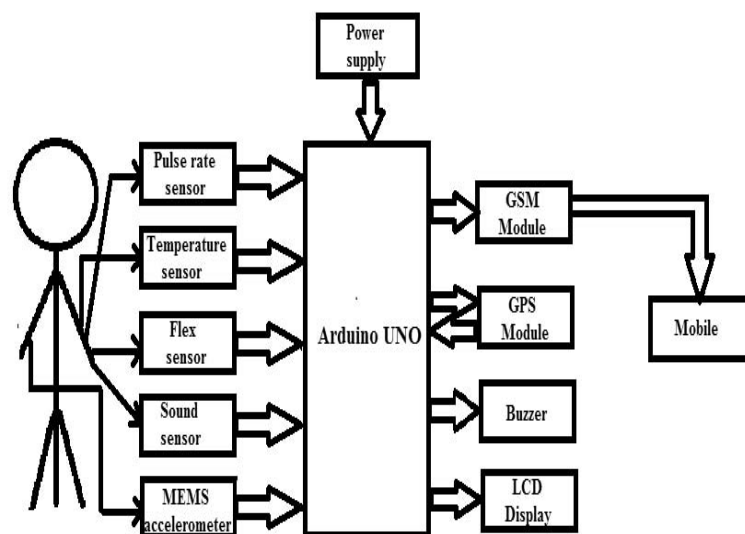 Power
supply
Pulse rate
sensor
Temperature
sensor
Flex
sensor
Sound
sensor
MEMS
accelerometer
Arduino UNO
GSM
Module
GPS
Module
Buzzer
LCD
Display
Mobile